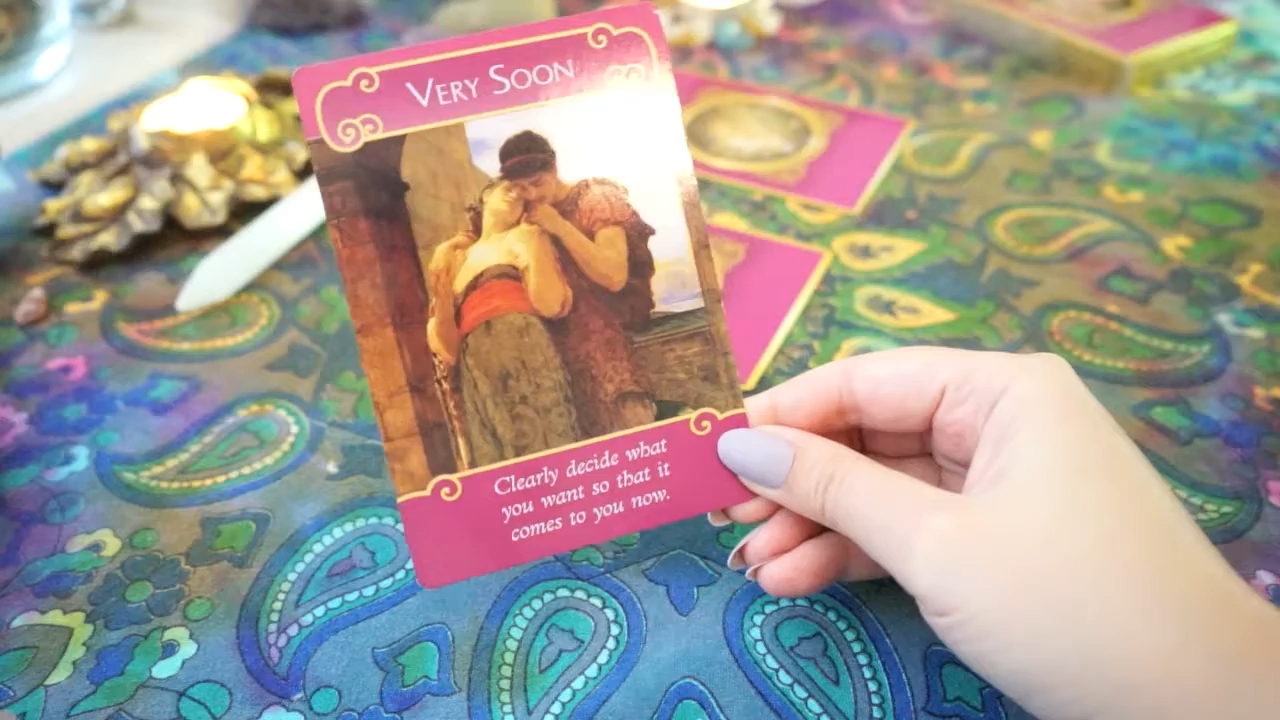 Very Soon
Clearly decide what
you want so that it
comes to you now.